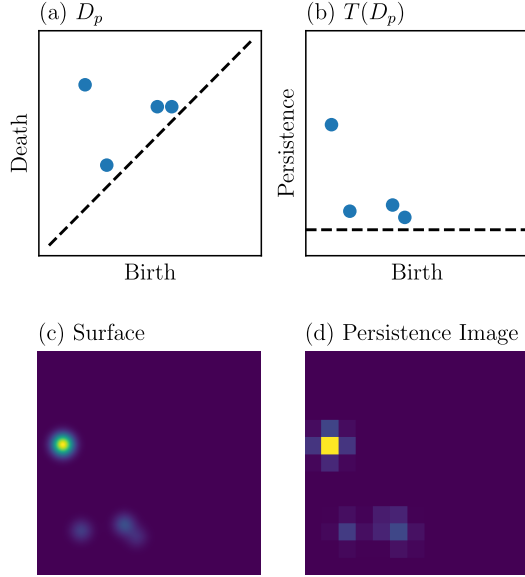 (a) $D_p$
(b) $T(D_p)$
Death
Persistence
Birth
Birth
(c) Surface
(d) Persistence Image